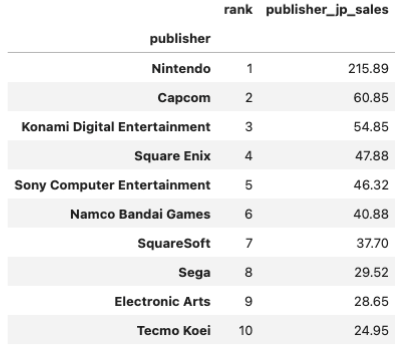 rank publisher_jp_sales
publisher
Nintendo 1 215.89
Capcom 2 60.85
Konami Digital Entertainment 3 54.85
Square Enix 4 47.88
Sony Computer Entertainment 5 46.32
Namco Bandai Games 6 40.88
SquareSoft 7 37.70
Sega 8 29.52
Electronic Arts 9 28.65
Tecmo Koei 10 24.95